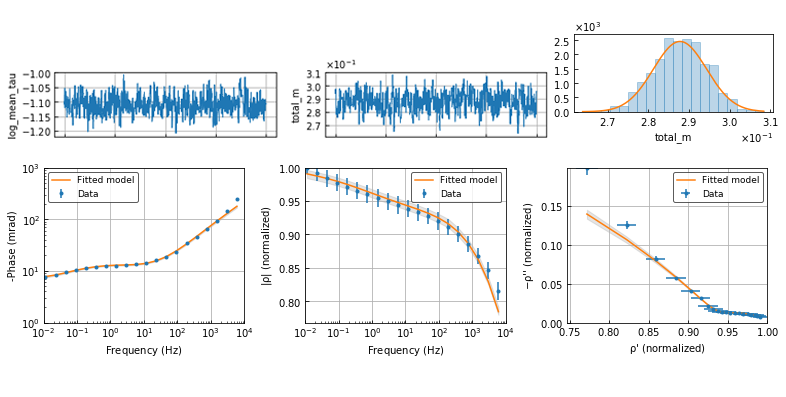 log_mean_tau
−1.00
−1.05
−1.10
−1.15
−1.20
×10⁻¹
total_m
3.1
3.0
2.9
2.8
2.7
×10³
2.5
2.0
1.5
1.0
0.5
0.0
2.7 2.8 2.9 3.0 3.1
total_m ×10⁻¹
-Phase (mrad)
10³
10²
10¹
10⁰
Fitted model
Data
10⁻² 10⁻¹ 10⁰ 10¹ 10² 10³ 10⁴
Frequency (Hz)
|ρ| (normalized)
1.00
0.95
0.90
0.85
0.80
Fitted model
Data
10⁻² 10⁻¹ 10⁰ 10¹ 10² 10³ 10⁴
Frequency (Hz)
−ρ'' (normalized)
0.15
0.10
0.05
0.00
Fitted model
Data
0.75 0.80 0.85 0.90 0.95 1.00
ρ' (normalized)